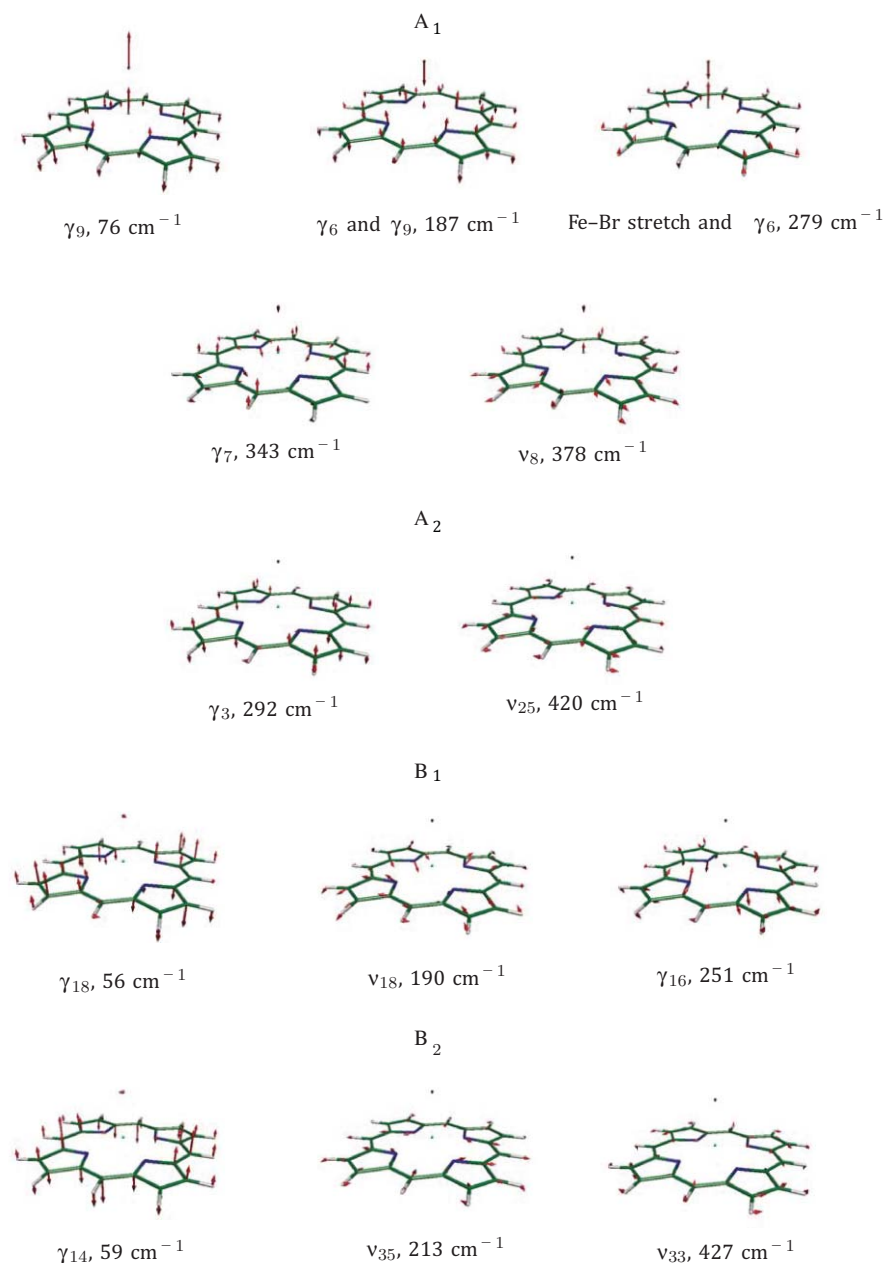 A₁
γ₉, 76 cm⁻¹ γ₆ and γ₉, 187 cm⁻¹ Fe–Br stretch and γ₆, 279 cm⁻¹
γ₇, 343 cm⁻¹ ν₈, 378 cm⁻¹
A₂
γ₃, 292 cm⁻¹ ν₂₅, 420 cm⁻¹
B₁
γ₁₈, 56 cm⁻¹ ν₁₈, 190 cm⁻¹ γ₁₆, 251 cm⁻¹
B₂
γ₁₄, 59 cm⁻¹ ν₃₅, 213 cm⁻¹ ν₃₃, 427 cm⁻¹